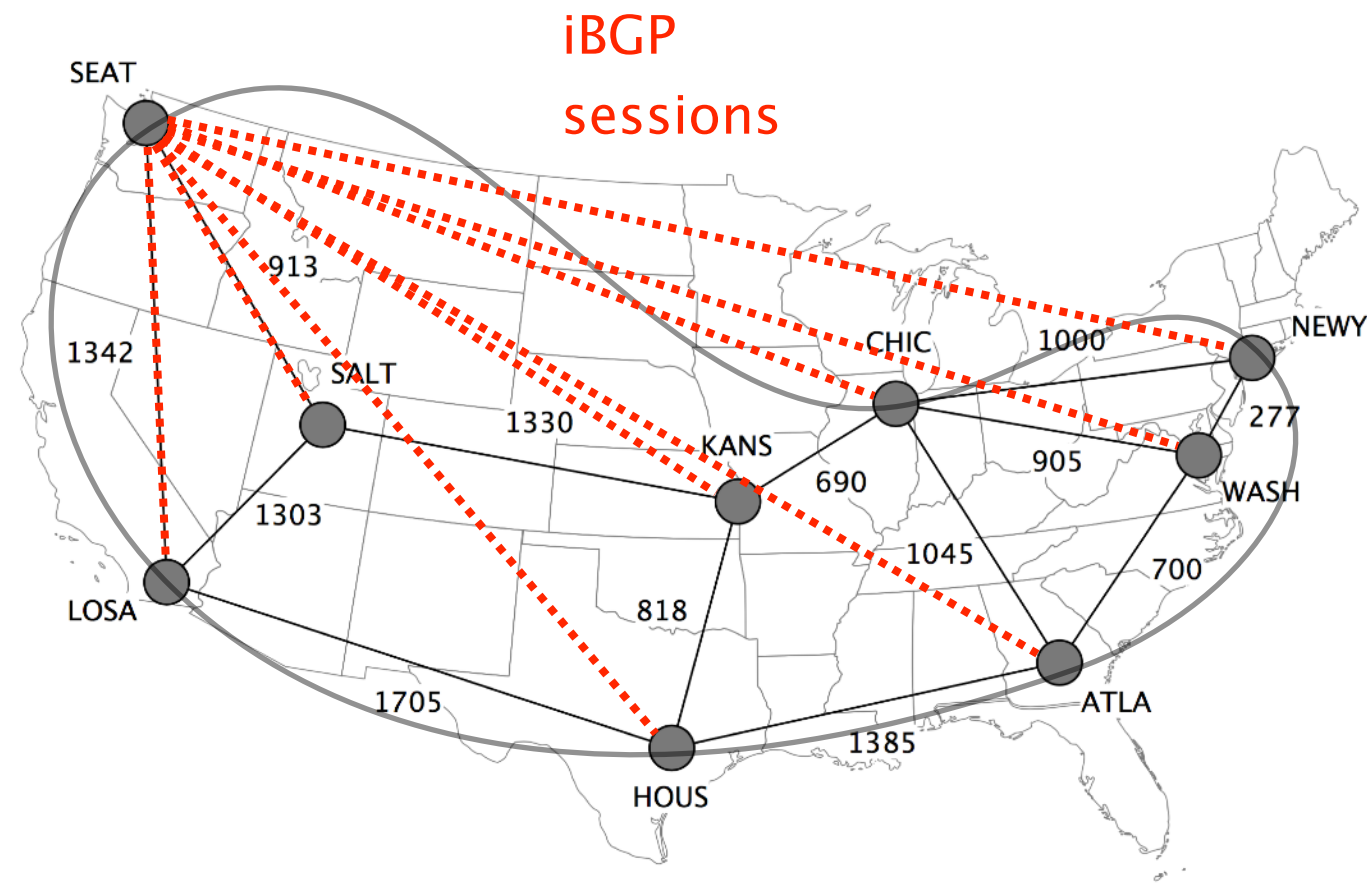 iBGP
sessions
SEAT
NEWY
CHIC
1000
913
1342
SALT
277
1330
KANS
905
690
WASH
1303
1045
700
LOSA
818
1705
ATLA
1385
HOUS